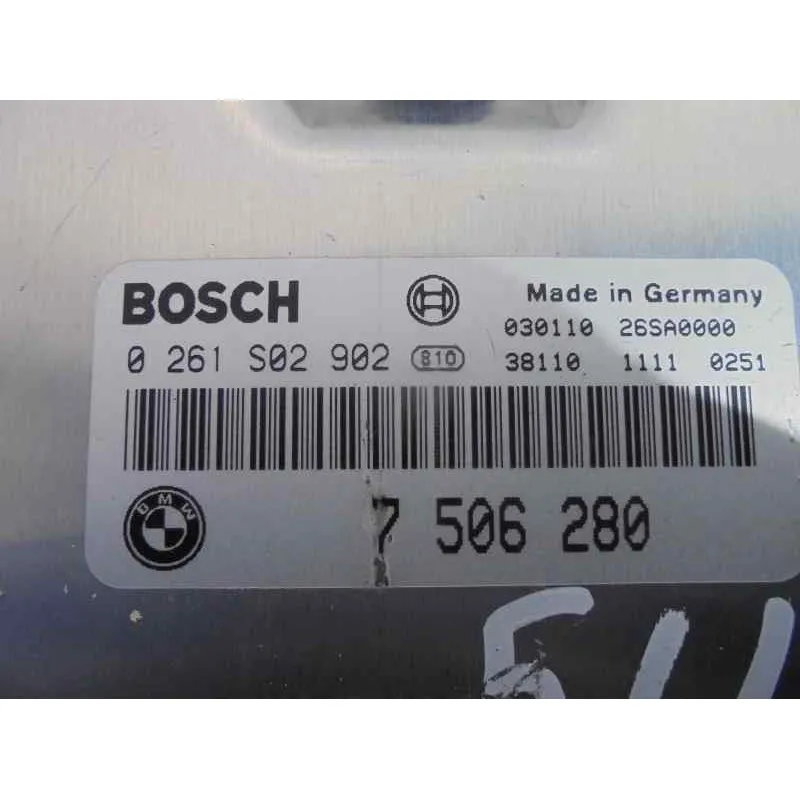 BOSCH
Made in Germany
030110 26SA0000
0 261 S02 902 810 38110 1111 0251
BMW
7 506 280